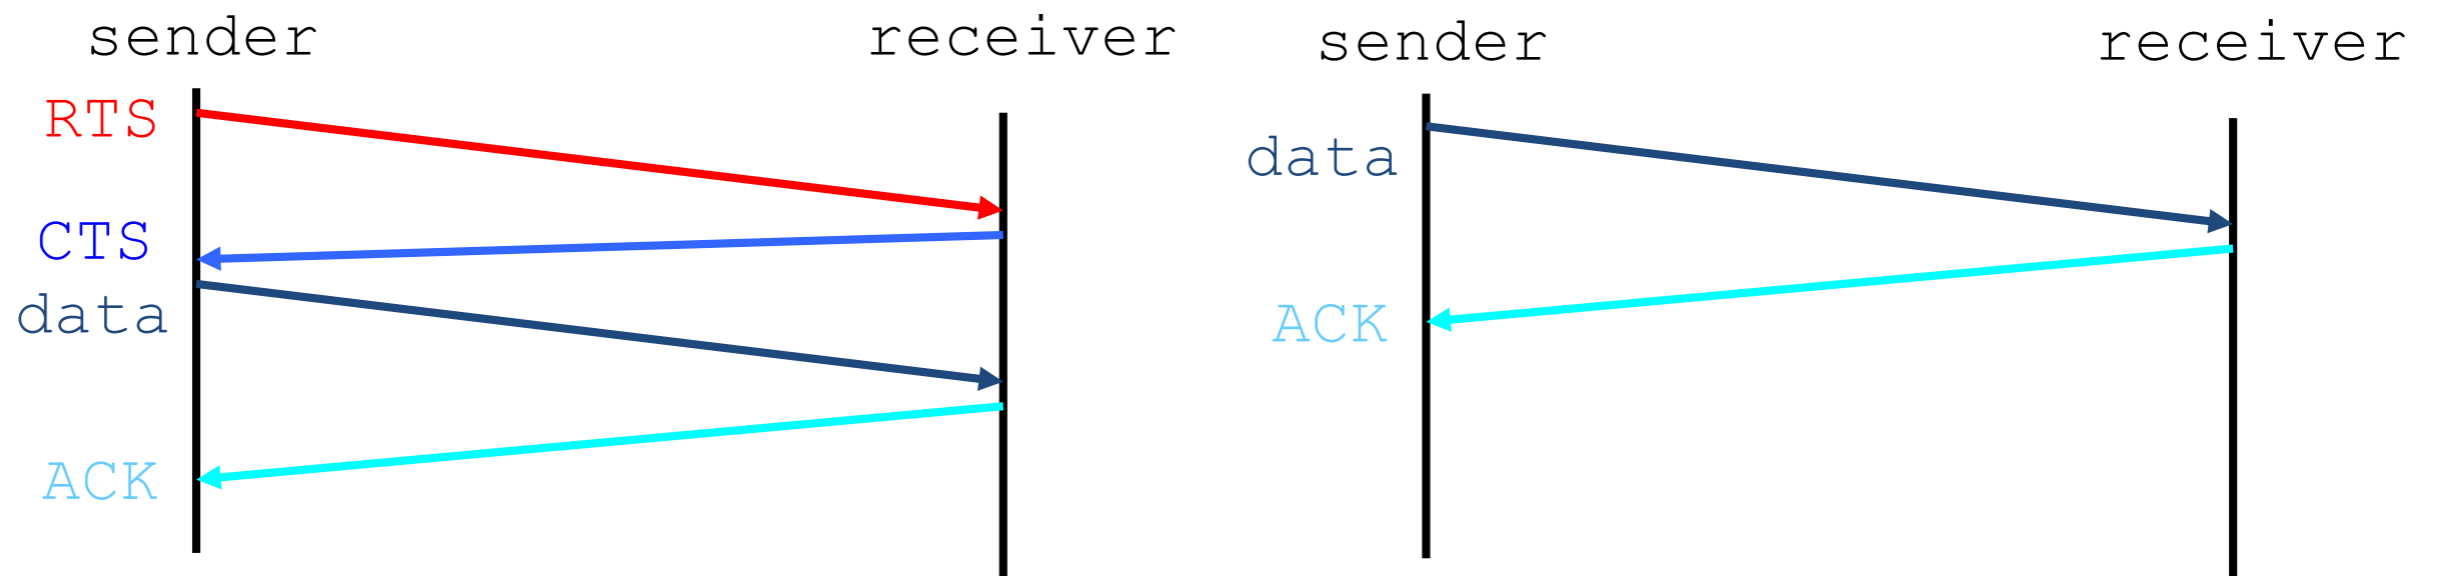 sender
receiver
RTS
CTS
data
ACK
sender
receiver
data
ACK